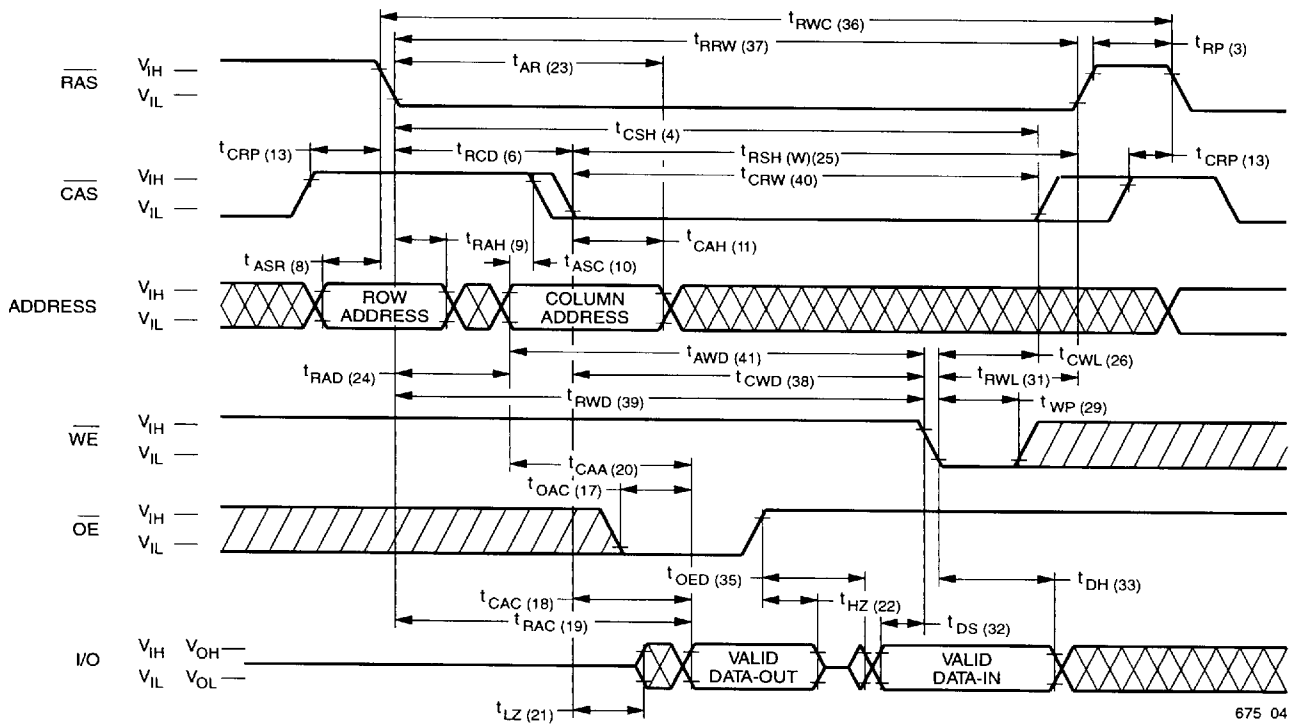 tRWC (36)
tRRW (37)
tRP (3)
tAR (23)
RAS
VIH
VIL
tCSH (4)
tCRP (13)
tRCD (6)
tRSH (W)(25)
tCRP (13)
CAS
VIH
VIL
tCRW (40)
tRAH (9)
tCAH (11)
tASR (8)
tASC (10)
ADDRESS
VIH
VIL
ROW
ADDRESS
COLUMN
ADDRESS
tAWD (41)
tCWL (26)
tRAD (24)
tCWD (38)
tRWL (31)
tRWD (39)
tWP (29)
WE
VIH
VIL
tCAA (20)
tOAC (17)
OE
VIH
VIL
tOED (35)
tDH (33)
tCAC (18)
tHZ (22)
tRAC (19)
tDS (32)
I/O
VIH VOH
VIL VOL
VALID
DATA-OUT
VALID
DATA-IN
tLZ (21)
675 04